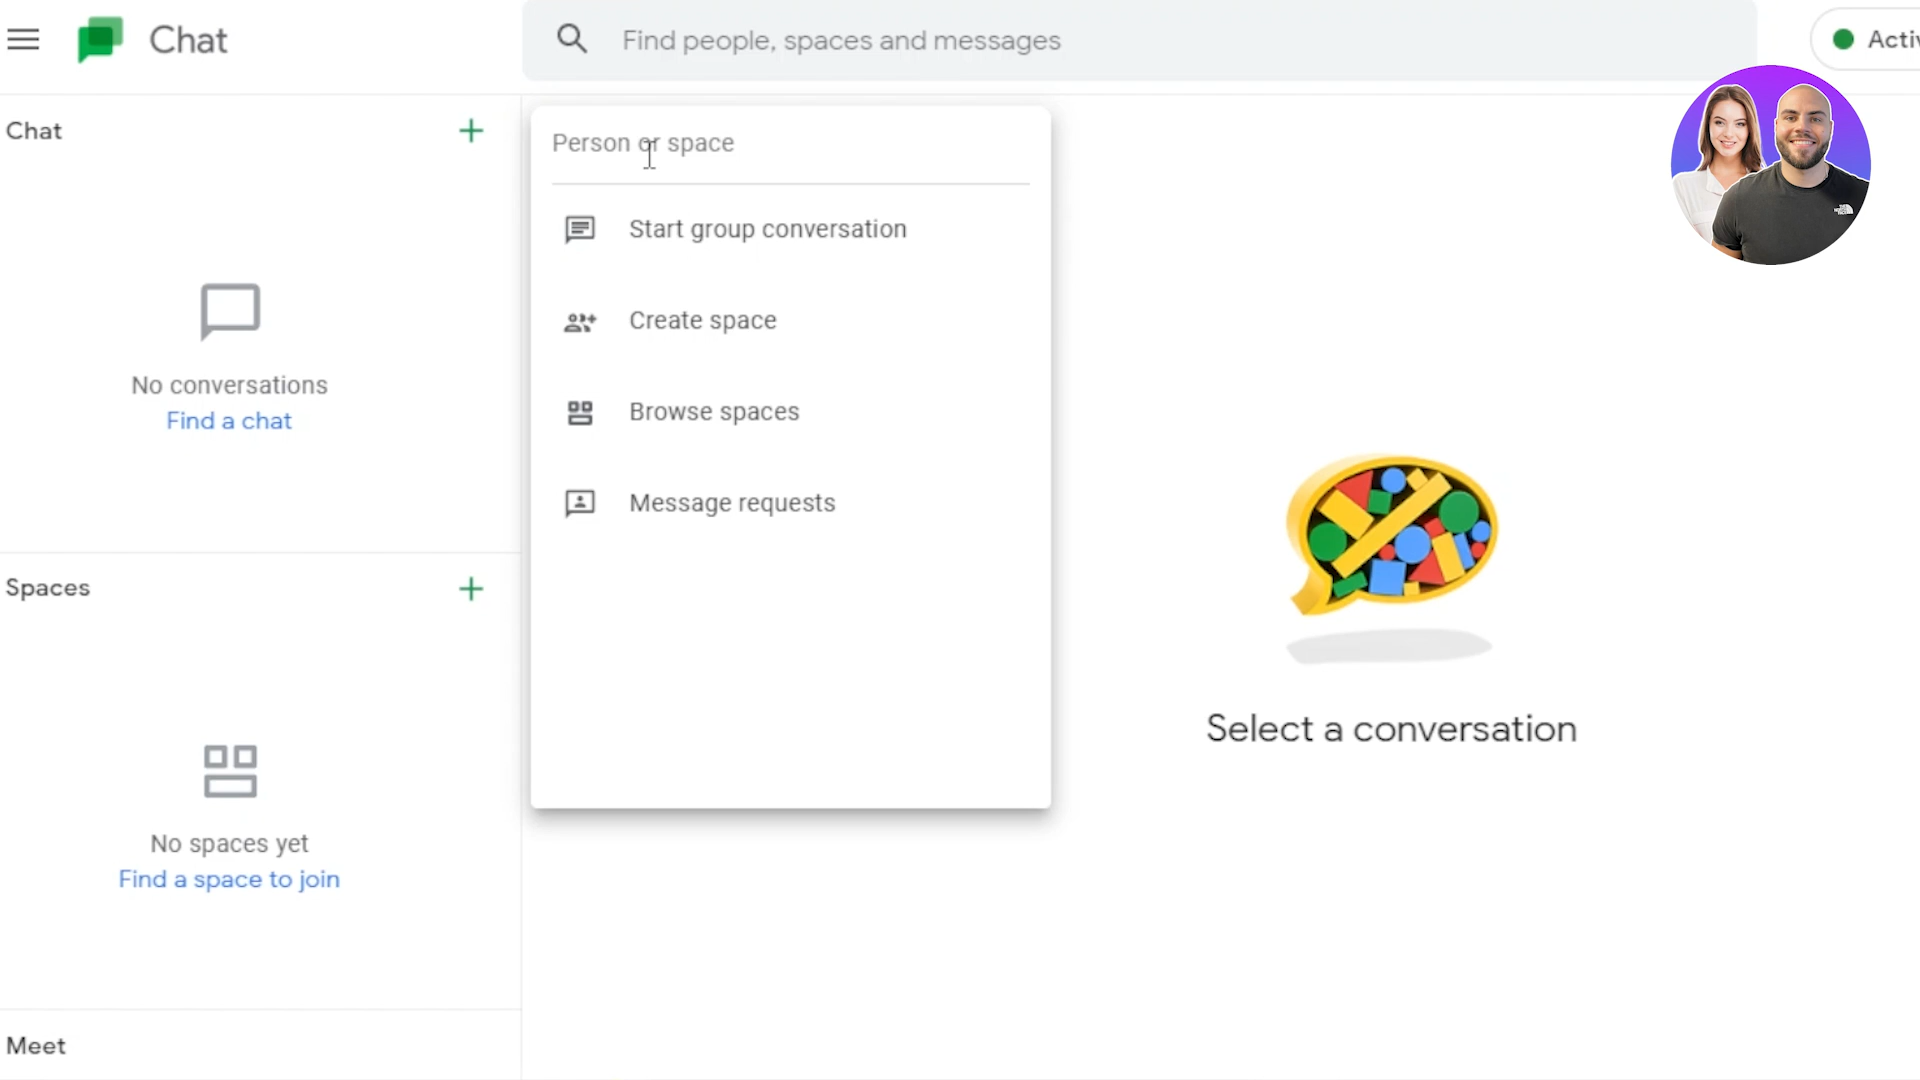 Chat
Find people, spaces and messages
Activ
Chat
Person or space
Start group conversation
Create space
Browse spaces
Message requests
No conversations
Find a chat
Spaces
No spaces yet
Find a space to join
Select a conversation
Meet